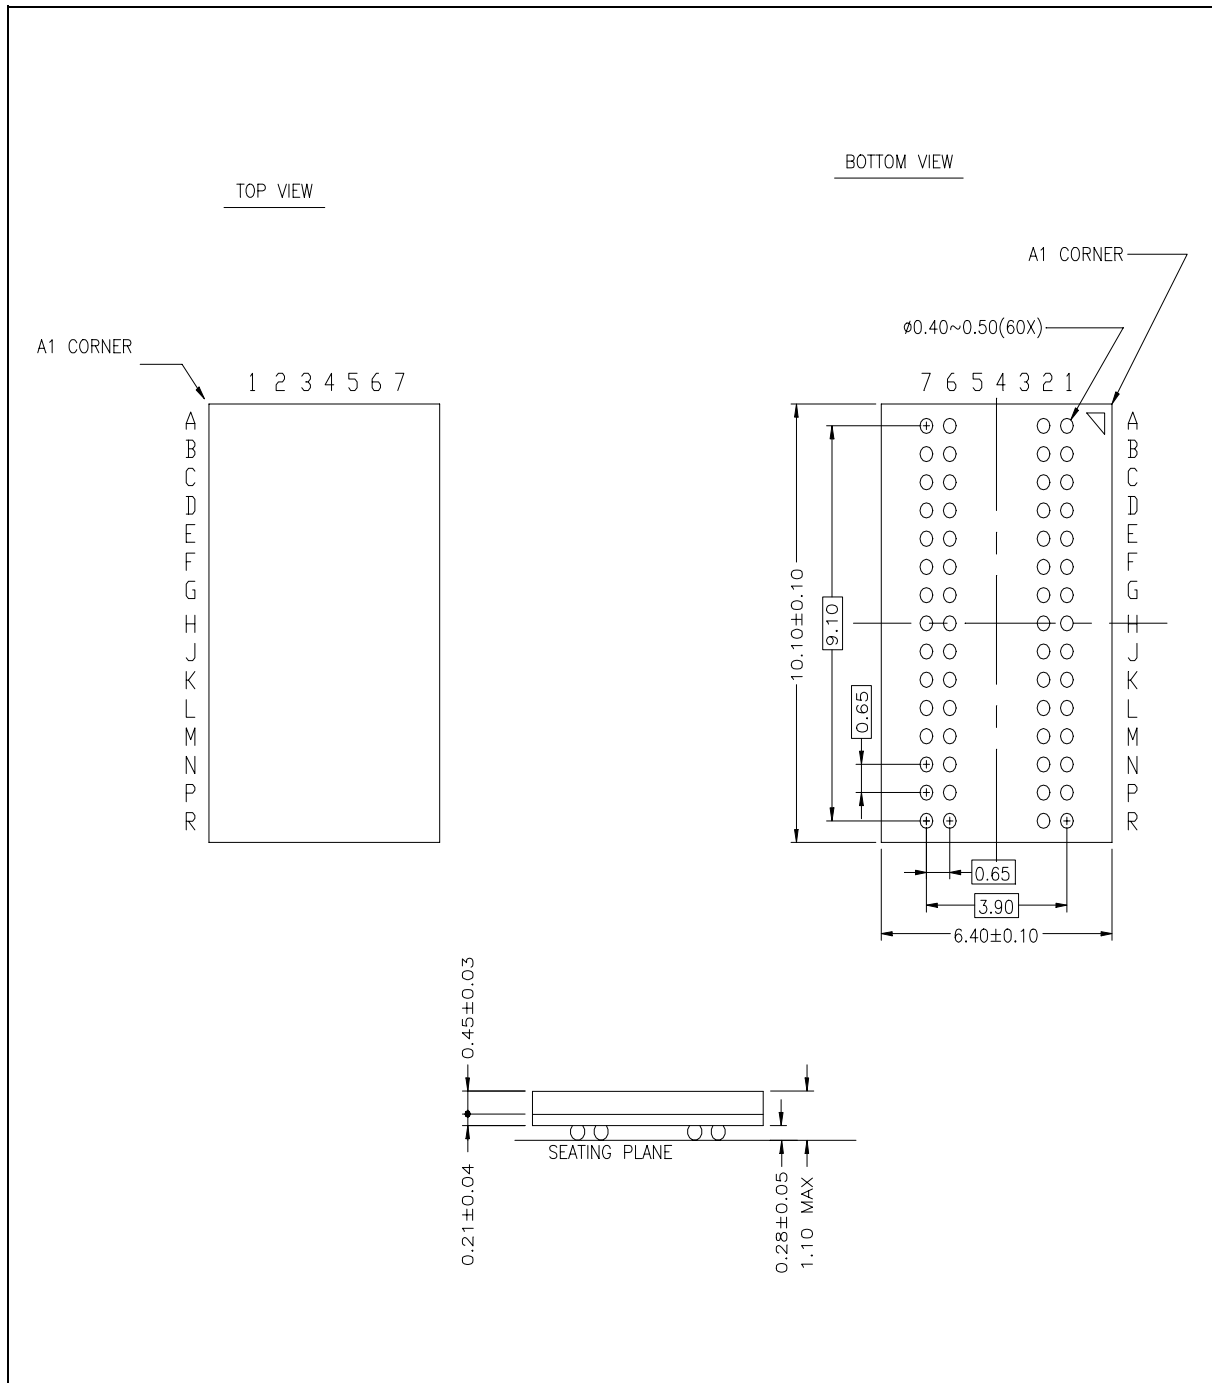 BOTTOM VIEW
TOP VIEW
A1 CORNER
ø0.40~0.50(60X)
A1 CORNER
1 2 3 4 5 6 7
7 6 5 4 3 2 1
A
B
C
D
E
F
G
H
J
K
L
M
N
P
R
A
B
C
D
E
F
G
H
J
K
L
M
N
P
R
10.10±0.10
9.10
0.65
0.65
3.90
6.40±0.10
0.45±0.03
0.21±0.04
SEATING PLANE
0.28±0.05
1.10 MAX